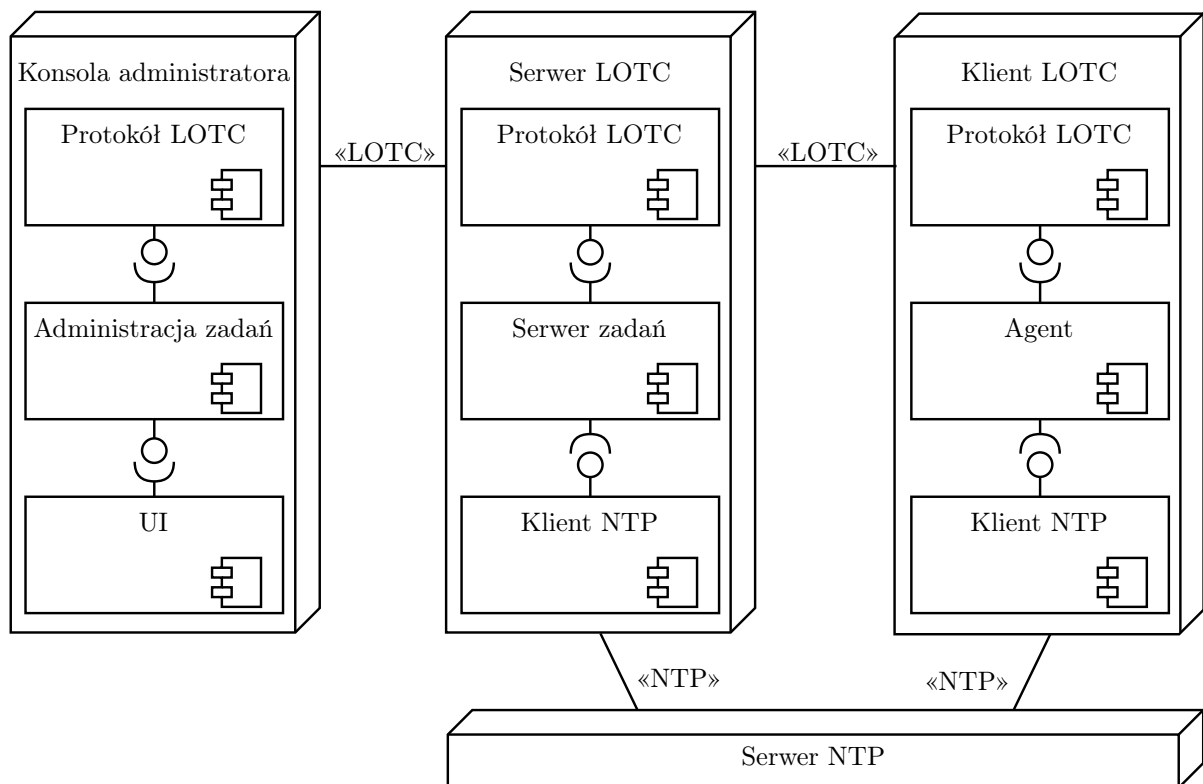 Konsola administratora
Protokół LOTC
Administracja zadań
UI
«LOTC»
Serwer LOTC
Protokół LOTC
Serwer zadań
Klient NTP
«LOTC»
Klient LOTC
Protokół LOTC
Agent
Klient NTP
«NTP»
«NTP»
Serwer NTP